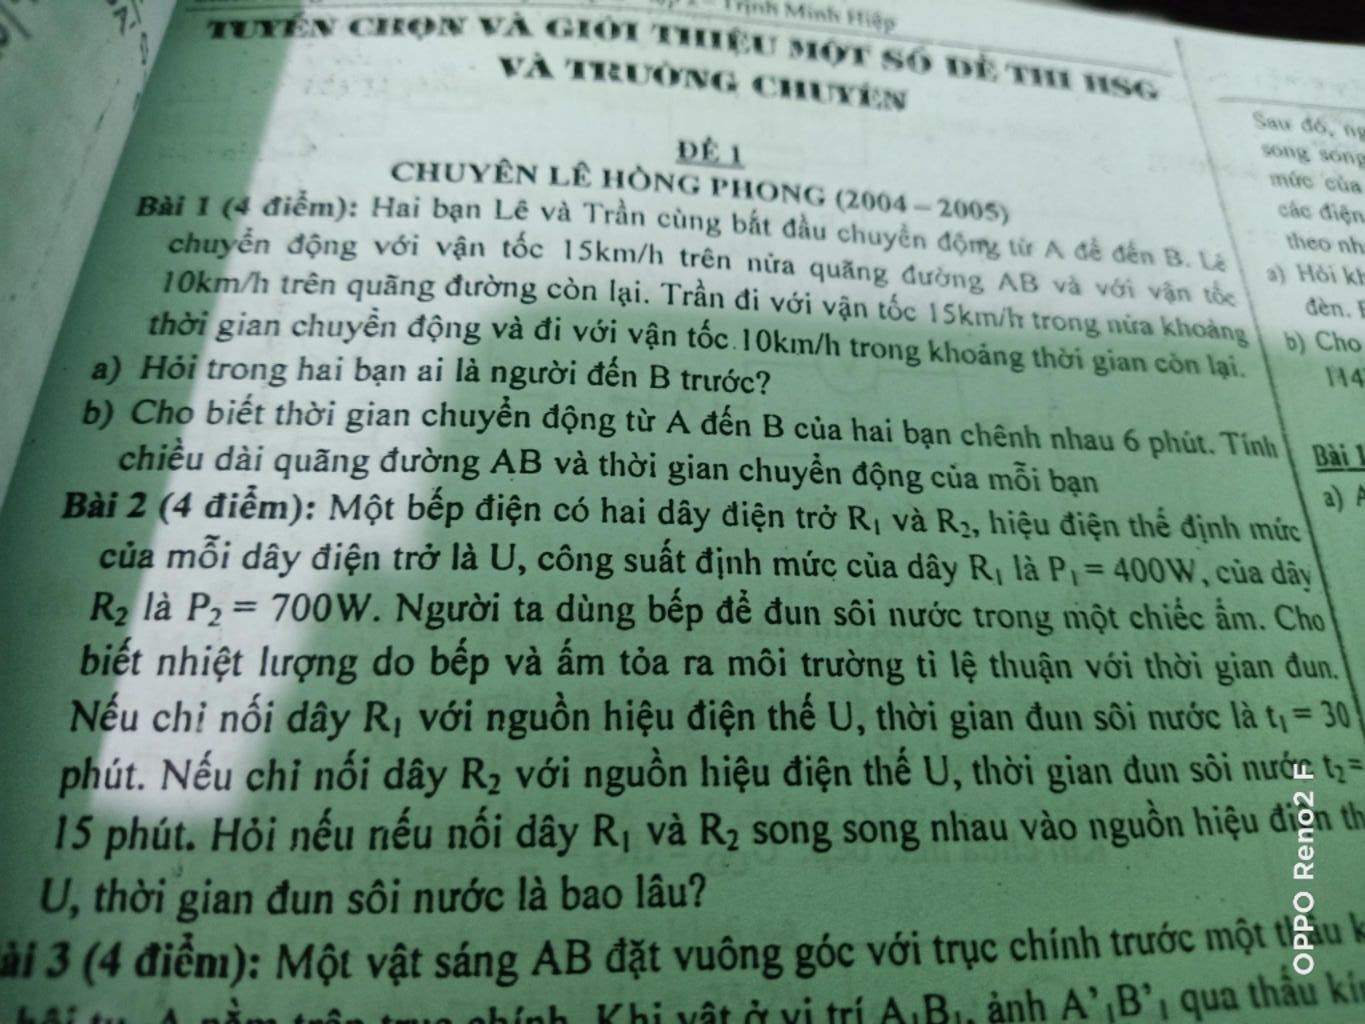 Trịnh Minh Hiệp
TUYỂN CHỌN VÀ GIỚI THIỆU MỘT SỐ ĐỀ THI HSG
VÀ TRƯỜNG CHUYÊN
ĐỀ 1
CHUYÊN LÊ HỒNG PHONG (2004 – 2005)
Bài 1 (4 điểm): Hai bạn Lê và Trần cùng bắt đầu chuyển động từ A để đến B. Lê
chuyển động với vận tốc 15km/h trên nửa quãng đường AB và với vận tốc
10km/h trên quãng đường còn lại. Trần đi với vận tốc 15km/h trong nửa khoảng
thời gian chuyển động và đi với vận tốc 10km/h trong khoảng thời gian còn lại.
a) Hỏi trong hai bạn ai là người đến B trước?
b) Cho biết thời gian chuyển động từ A đến B của hai bạn chênh nhau 6 phút. Tính
chiều dài quãng đường AB và thời gian chuyển động của mỗi bạn
Bài 2 (4 điểm): Một bếp điện có hai dây điện trở R₁ và R₂, hiệu điện thế định mức
của mỗi dây điện trở là U, công suất định mức của dây R₁ là P₁ = 400W, của dây
R₂ là P₂ = 700W. Người ta dùng bếp để đun sôi nước trong một chiếc ấm. Cho
biết nhiệt lượng do bếp và ấm tỏa ra môi trường tỉ lệ thuận với thời gian đun.
Nếu chỉ nối dây R₁ với nguồn hiệu điện thế U, thời gian đun sôi nước là t₁ = 30
phút. Nếu chỉ nối dây R₂ với nguồn hiệu điện thế U, thời gian đun sôi nước t₂ =
15 phút. Hỏi nếu nếu nối dây R₁ và R₂ song song nhau vào nguồn hiệu điện th
U, thời gian đun sôi nước là bao lâu?
ài 3 (4 điểm): Một vật sáng AB đặt vuông góc với trục chính trước một thấu k
A nằm trên trục chính. Khi vật ở vị trí A₁B₁, ảnh A'₁B'₁ qua thấu kín
Sau đó,
song song
mức của
các điện
theo nh
a) Hỏi kh
đèn.
b) Cho
114
Bài 1
a) A
OPPO Reno2 F